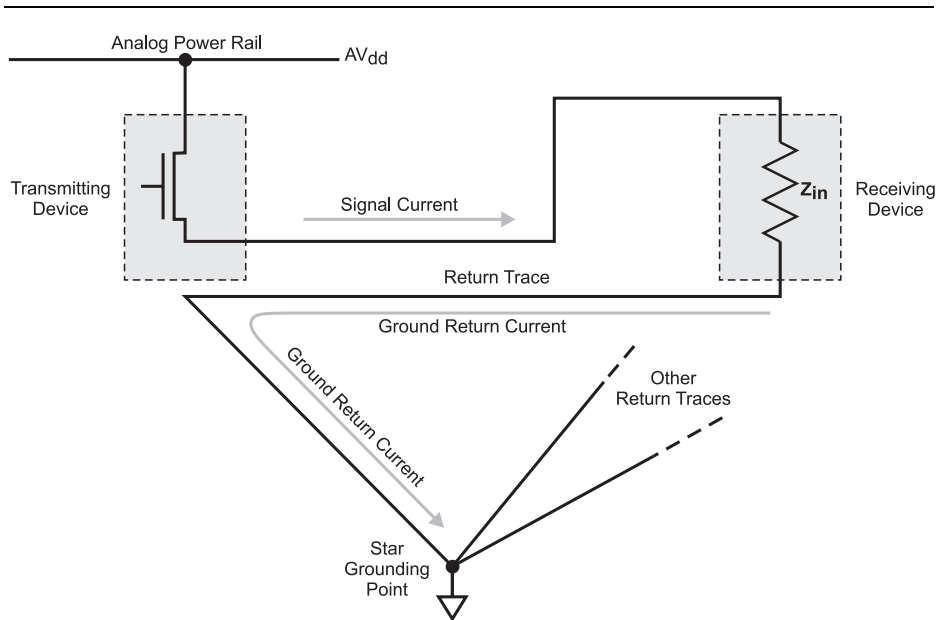 Analog Power Rail
AVdd
Transmitting
Device
Signal Current
Zin
Receiving
Device
Return Trace
Ground Return Current
Ground Return Current
Other
Return Traces
Star
Grounding
Point